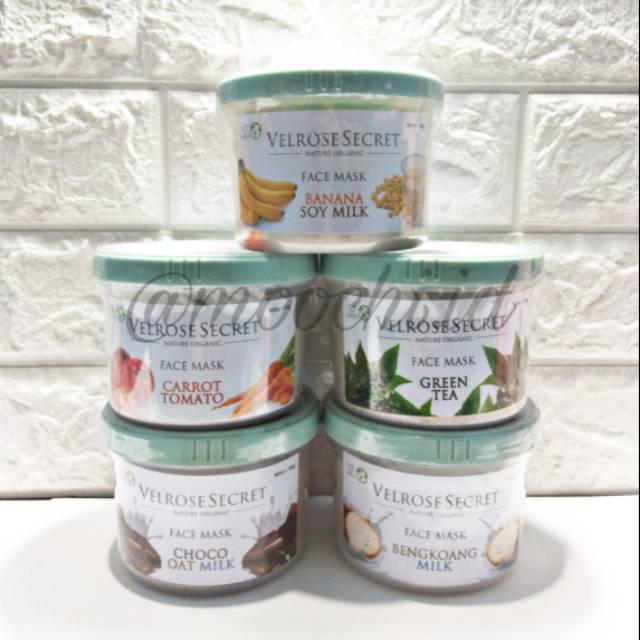 VELROSE SECRET
NATURE ORGANIC
FACE MASK
BANANA
SOY MILK
VELROSE SECRET
NATURE ORGANIC
FACE MASK
CARROT
TOMATO
VELROSE SECRET
NATURE ORGANIC
FACE MASK
GREEN
TEA
VELROSE SECRET
NATURE ORGANIC
FACE MASK
CHOCO
OAT MILK
VELROSE SECRET
NATURE ORGANIC
FACE MASK
BENGKOANG
MILK